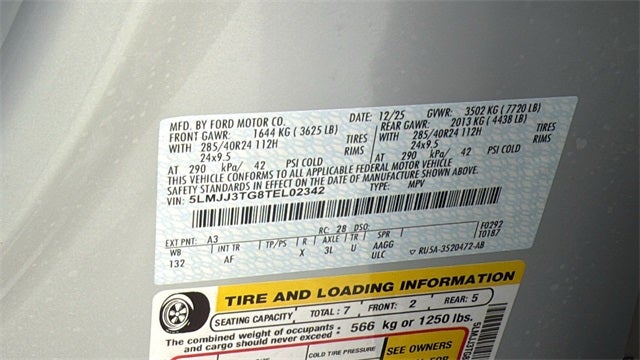 MFD. BY FORD MOTOR CO. DATE: 12/25 GVWR: 3502 KG ( 7720 LB)
FRONT GAWR: 1644 KG ( 3625 LB) REAR GAWR: 2013 KG ( 4438 LB)
WITH 285/40R24 112H TIRES WITH 285/40R24 112H TIRES
24x9.5 RIMS 24x9.5 RIMS
AT 290 kPa/ 42 PSI COLD AT 290 kPa/ 42 PSI COLD
THIS VEHICLE CONFORMS TO ALL APPLICABLE FEDERAL MOTOR VEHICLE
SAFETY STANDARDS IN EFFECT ON THE DATE OF MANUFACTURE SHOWN ABOVE.
VIN: 5LMJJ3TG8TEL02342 TYPE: MPV
F0292
T0187
EXT PNT: A3 RC: 28 DSO:
WB INT TR TP/PS R AXLE TR SPR
132 AF X 3L U AAGG
ULC ▽ RU5A-3520472-AB
TIRE AND LOADING INFORMATION
SEATING CAPACITY TOTAL: 7 FRONT: 2 REAR: 5
The combined weight of occupants and cargo should never exceed: 566 kg or 1250 lbs.
COLD TIRE PRESSURE
SEE OWNERS